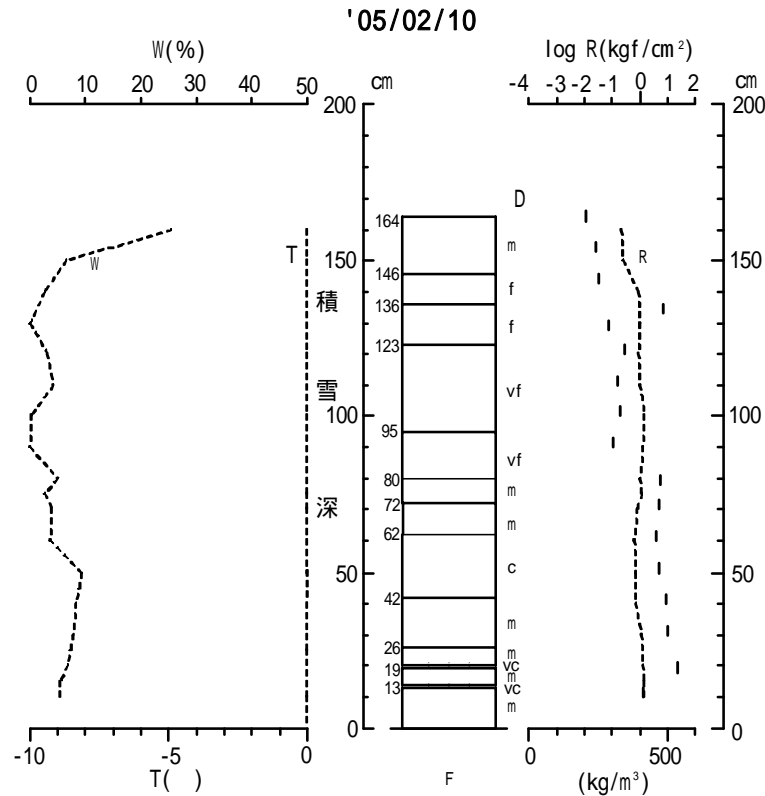 '05/02/10
W(%) log R(kgf/cm²)
0 10 20 30 40 50 cm -4 -3 -2 -1 0 1 2 cm
200 200
D
164
T m R
W
150 146 150
f
積 136
f
123
雪 vf
100 100
95
vf
80
m
深 72
m
62
50 c 50
42
m
26
m
vc
19
m
13 vc
m
0 0
-10 -5 0 0 500
T( ) F (kg/m³)